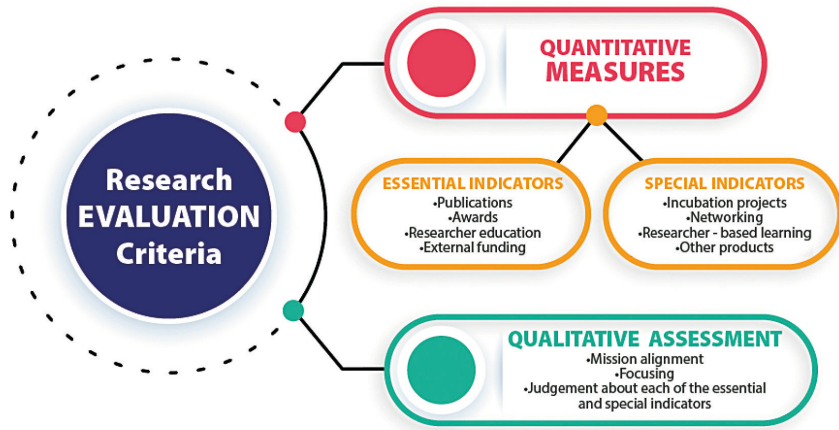 Research
EVALUATION
Criteria
QUANTITATIVE
MEASURES
ESSENTIAL INDICATORS
•Publications
•Awards
•Researcher education
•External funding
SPECIAL INDICATORS
•Incubation projects
•Networking
•Researcher - based learning
•Other products
QUALITATIVE ASSESSMENT
•Mission alignment
•Focusing
•Judgement about each of the essential
and special indicators